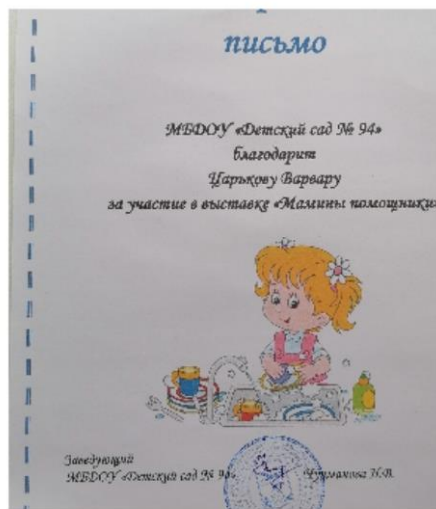 письмо
МБДОУ «Детский сад № 94»
благодарит
Царькову Варвару
за участие в выставке «Мамины помощники
Заведующий
МБДОУ «Детский сад № 94»
Н.В.